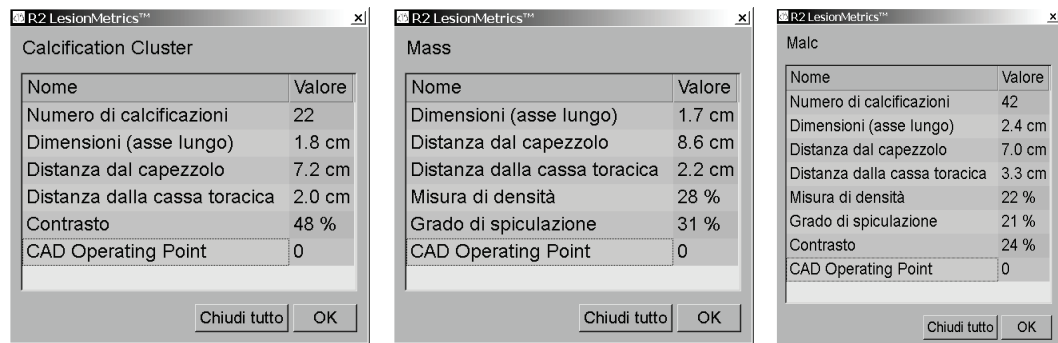 R2 LesionMetrics™
Calcification Cluster
Nome Valore
Numero di calcificazioni 22
Dimensioni (asse lungo) 1.8 cm
Distanza dal capezzolo 7.2 cm
Distanza dalla cassa toracica 2.0 cm
Contrasto 48 %
CAD Operating Point 0
Chiudi tutto OK
R2 LesionMetrics™
Mass
Nome Valore
Dimensioni (asse lungo) 1.7 cm
Distanza dal capezzolo 8.6 cm
Distanza dalla cassa toracica 2.2 cm
Misura di densità 28 %
Grado di spiculazione 31 %
CAD Operating Point 0
Chiudi tutto OK
R2 LesionMetrics™
Malc
Nome Valore
Numero di calcificazioni 42
Dimensioni (asse lungo) 2.4 cm
Distanza dal capezzolo 7.0 cm
Distanza dalla cassa toracica 3.3 cm
Misura di densità 22 %
Grado di spiculazione 21 %
Contrasto 24 %
CAD Operating Point 0
Chiudi tutto OK